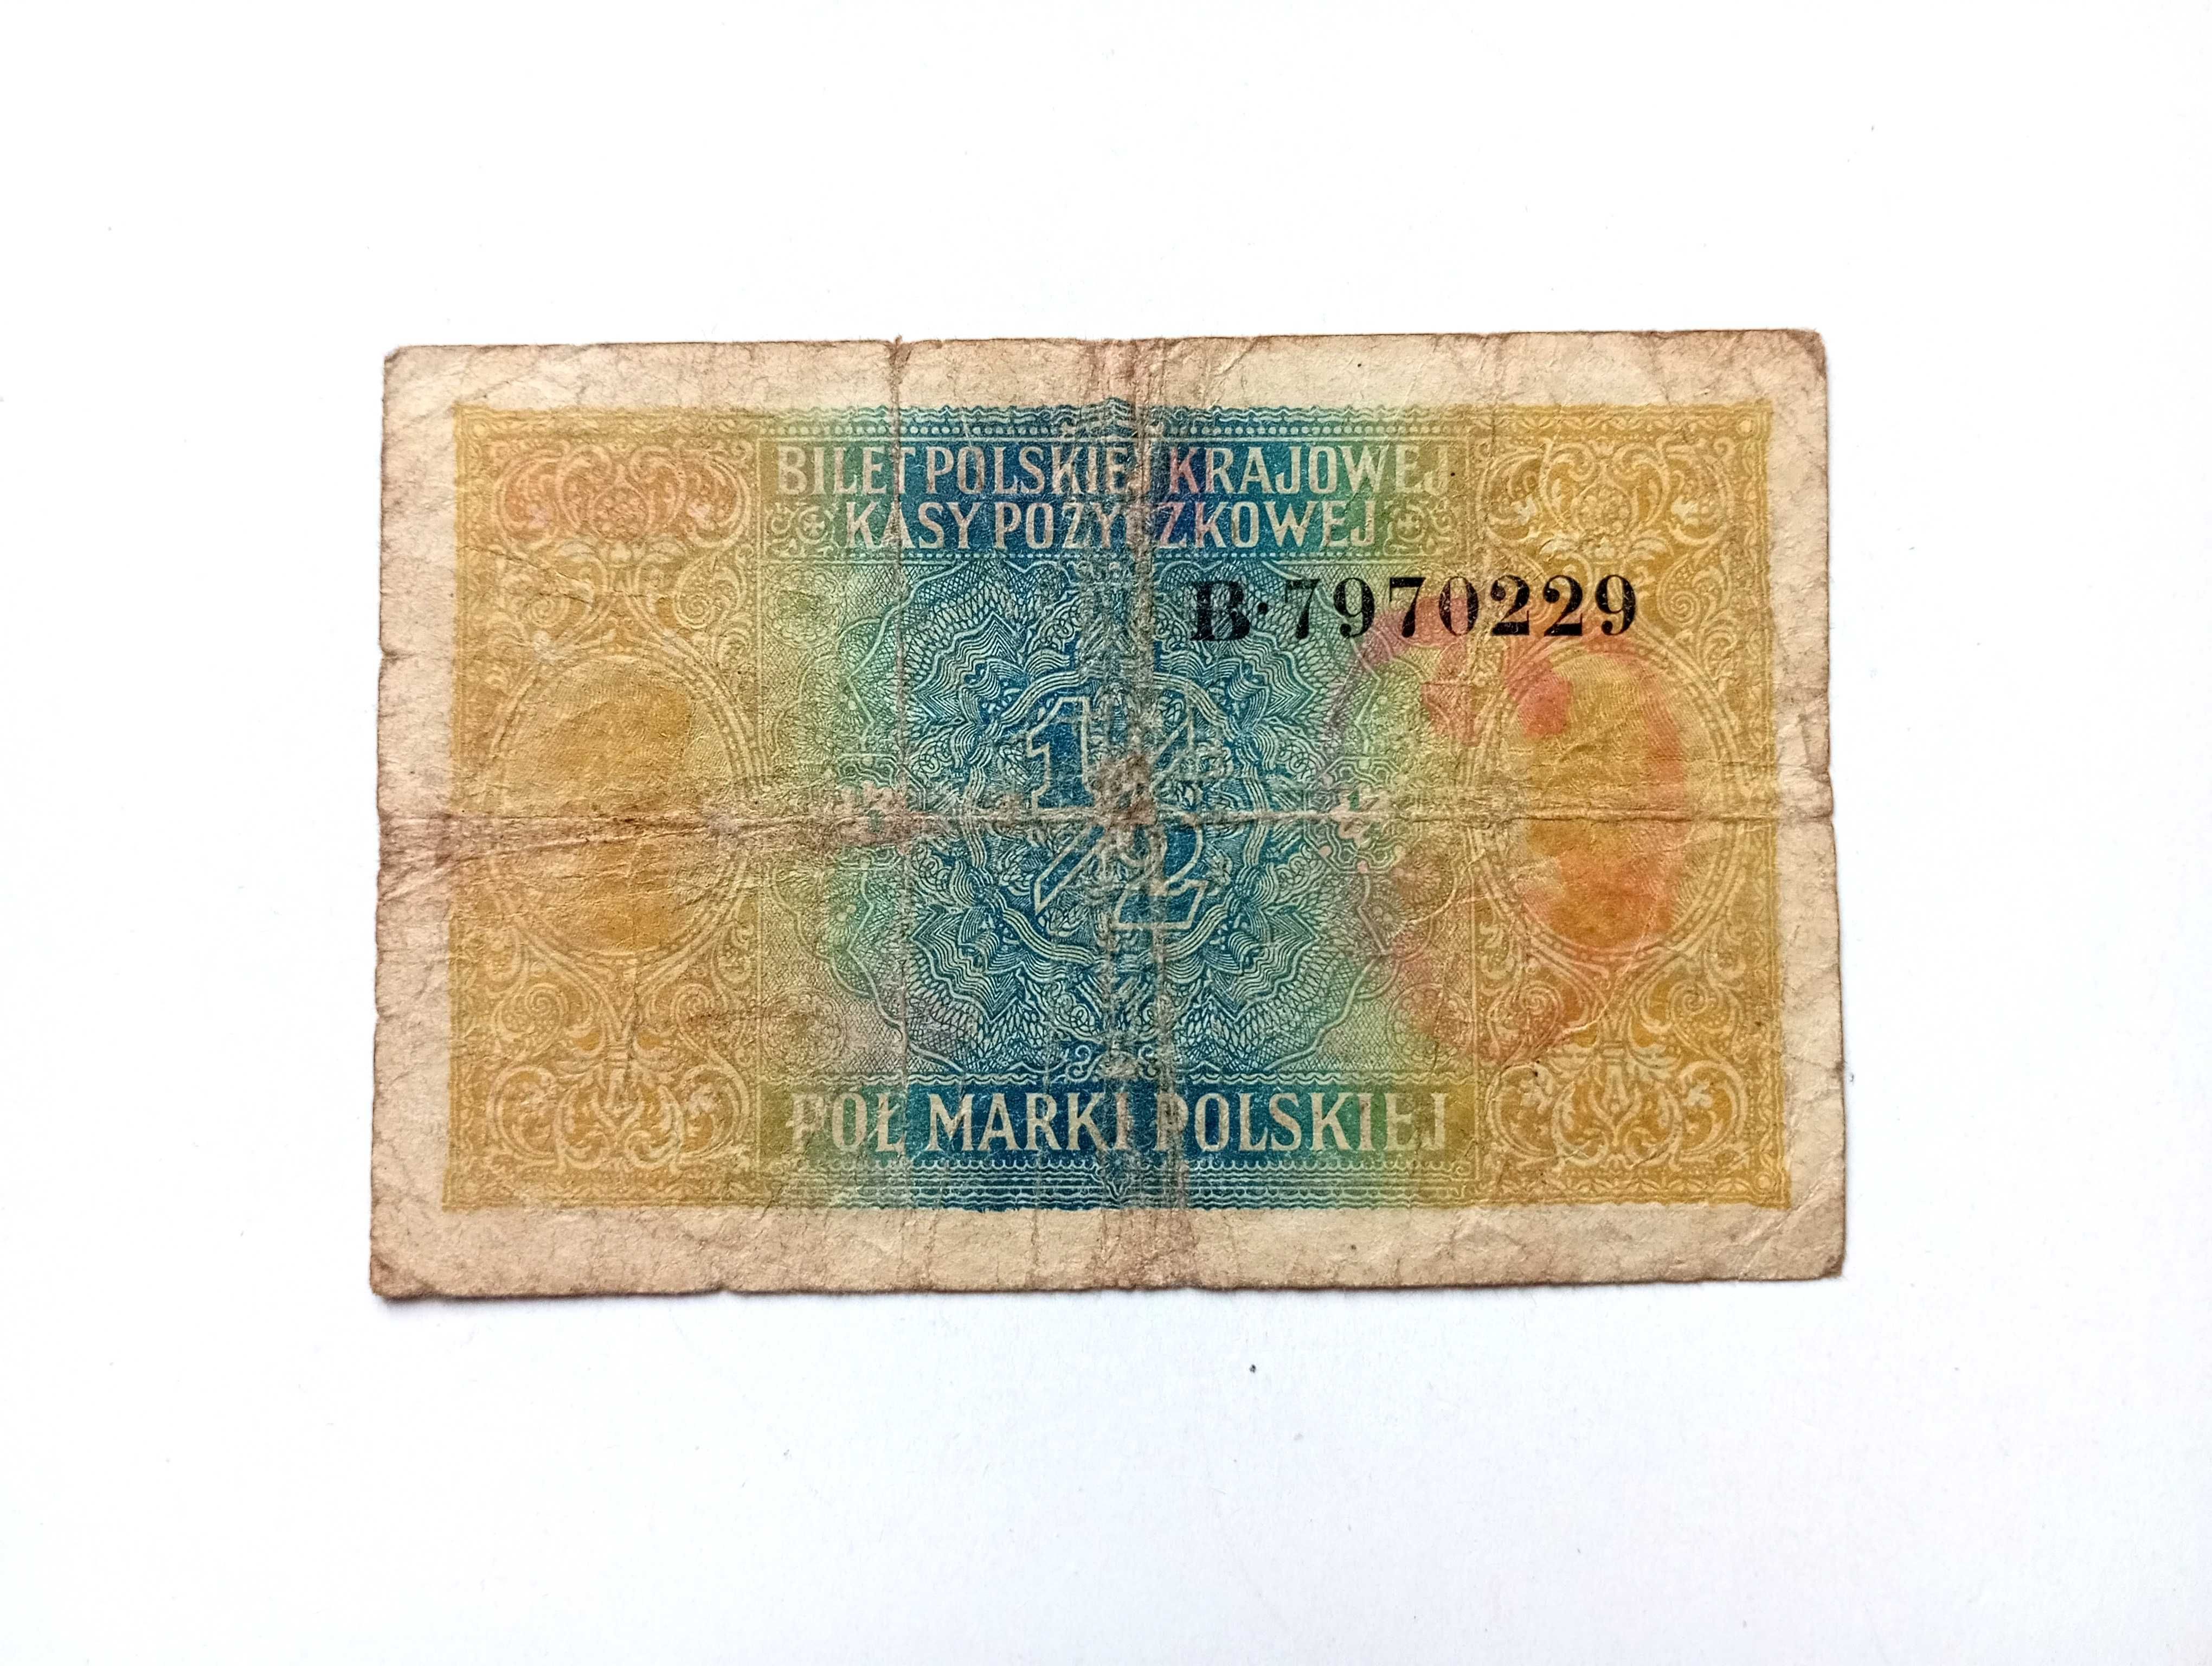 BILET POLSKIEJ KRAJOWEJ
KASY POŻYCZKOWEJ
B·7970229
1/2
PÓŁ MARKI POLSKIEJ